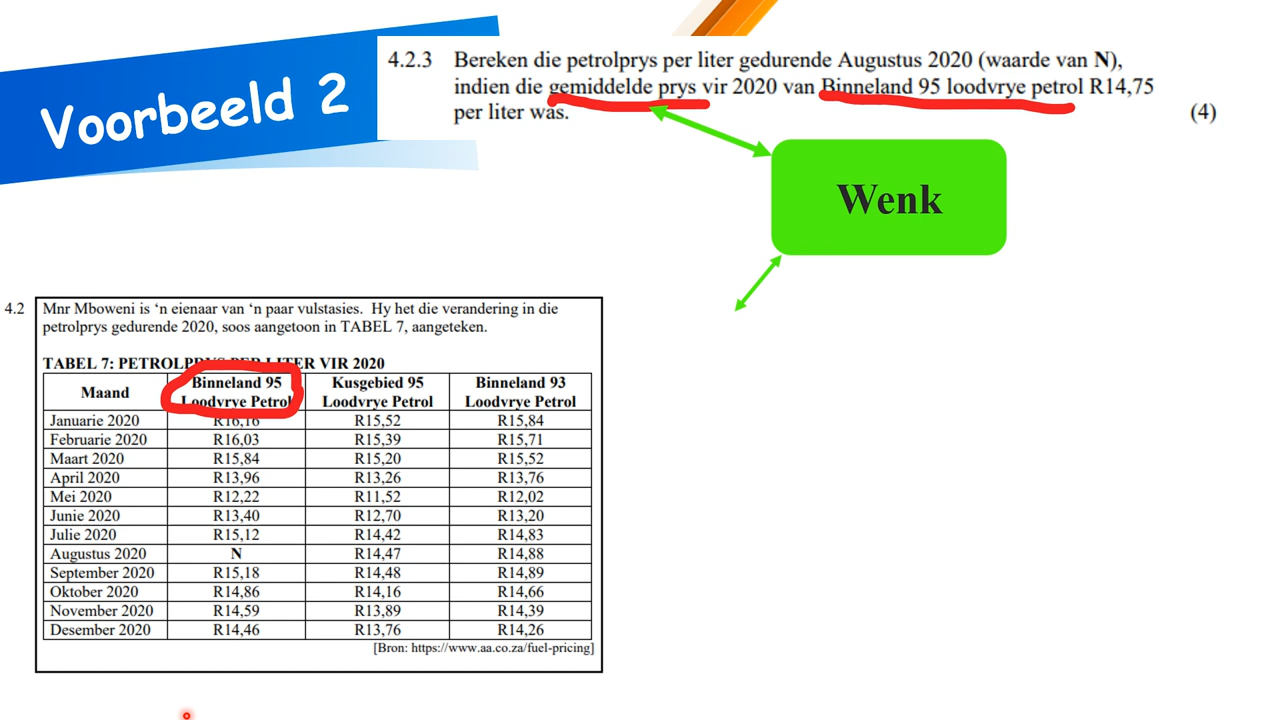 Voorbeeld 2
4.2.3 Bereken die petrolprys per liter gedurende Augustus 2020 (waarde van N),
indien die gemiddelde prys vir 2020 van Binneland 95 loodvrye petrol R14,75
per liter was. (4)
Wenk
4.2 Mnr Mboweni is ‘n eienaar van ‘n paar vulstasies. Hy het die verandering in die
petrolprys gedurende 2020, soos aangetoon in TABEL 7, aangeteken.
TABEL 7: PETROLPRYS PER LITER VIR 2020
Maand Binneland 95 Loodvrye Petrol Kusgebied 95 Loodvrye Petrol Binneland 93 Loodvrye Petrol
Januarie 2020 R16,16 R15,52 R15,84
Februarie 2020 R16,03 R15,39 R15,71
Maart 2020 R15,84 R15,20 R15,52
April 2020 R13,96 R13,26 R13,76
Mei 2020 R12,22 R11,52 R12,02
Junie 2020 R13,40 R12,70 R13,20
Julie 2020 R15,12 R14,42 R14,83
Augustus 2020 N R14,47 R14,88
September 2020 R15,18 R14,48 R14,89
Oktober 2020 R14,86 R14,16 R14,66
November 2020 R14,59 R13,89 R14,39
Desember 2020 R14,46 R13,76 R14,26
[Bron: https://www.aa.co.za/fuel-pricing]